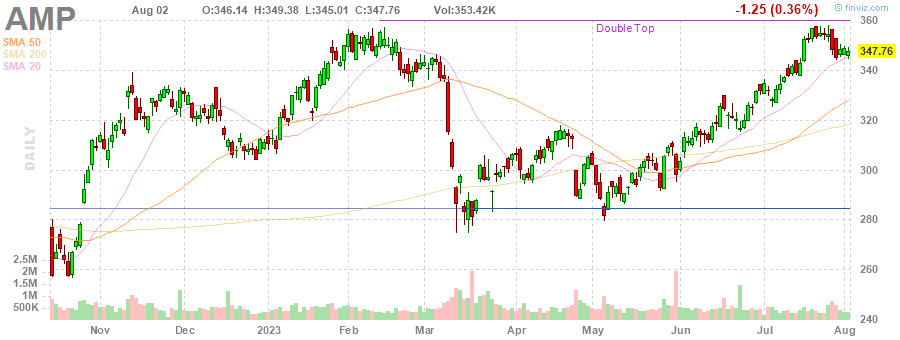 © finviz.com
AMP Aug 02 O:346.14 H:349.38 L:345.01 C:347.76 Vol:353.42K -1.25 (0.36%)
SMA 50
SMA 200
SMA 20
DAILY
Double Top
360
347.76
340
320
300
280
260
240
2.5M
2M
1.5M
1M
500K
Nov Dec 2023 Feb Mar Apr May Jun Jul Aug